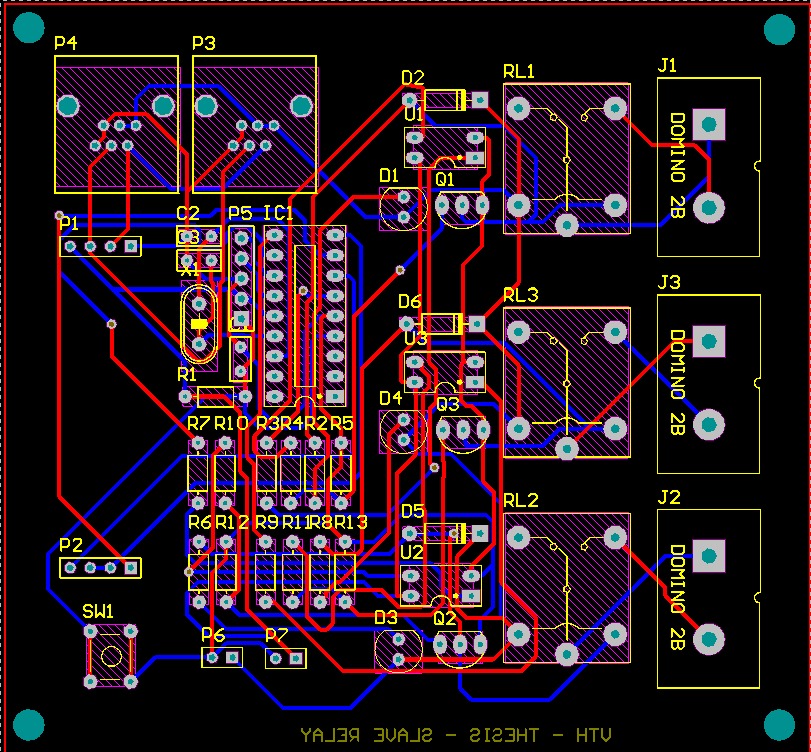 P4 P3
D2 RL1 J1
U1
DOMINO 2B
D1 Q1
C2 P5 IC1
P1
X1
D6 RL3 J3
U3
DOMINO 2B
R1
D4 Q3
R7 R10 R3 R4 R2 R5
D5 RL2 J2
R6 R12 R9 R11 R8 R13
P2 U2
DOMINO 2B
SW1 D3 Q2
P6 P7
VTH - THESIS - SLAVE RELAY